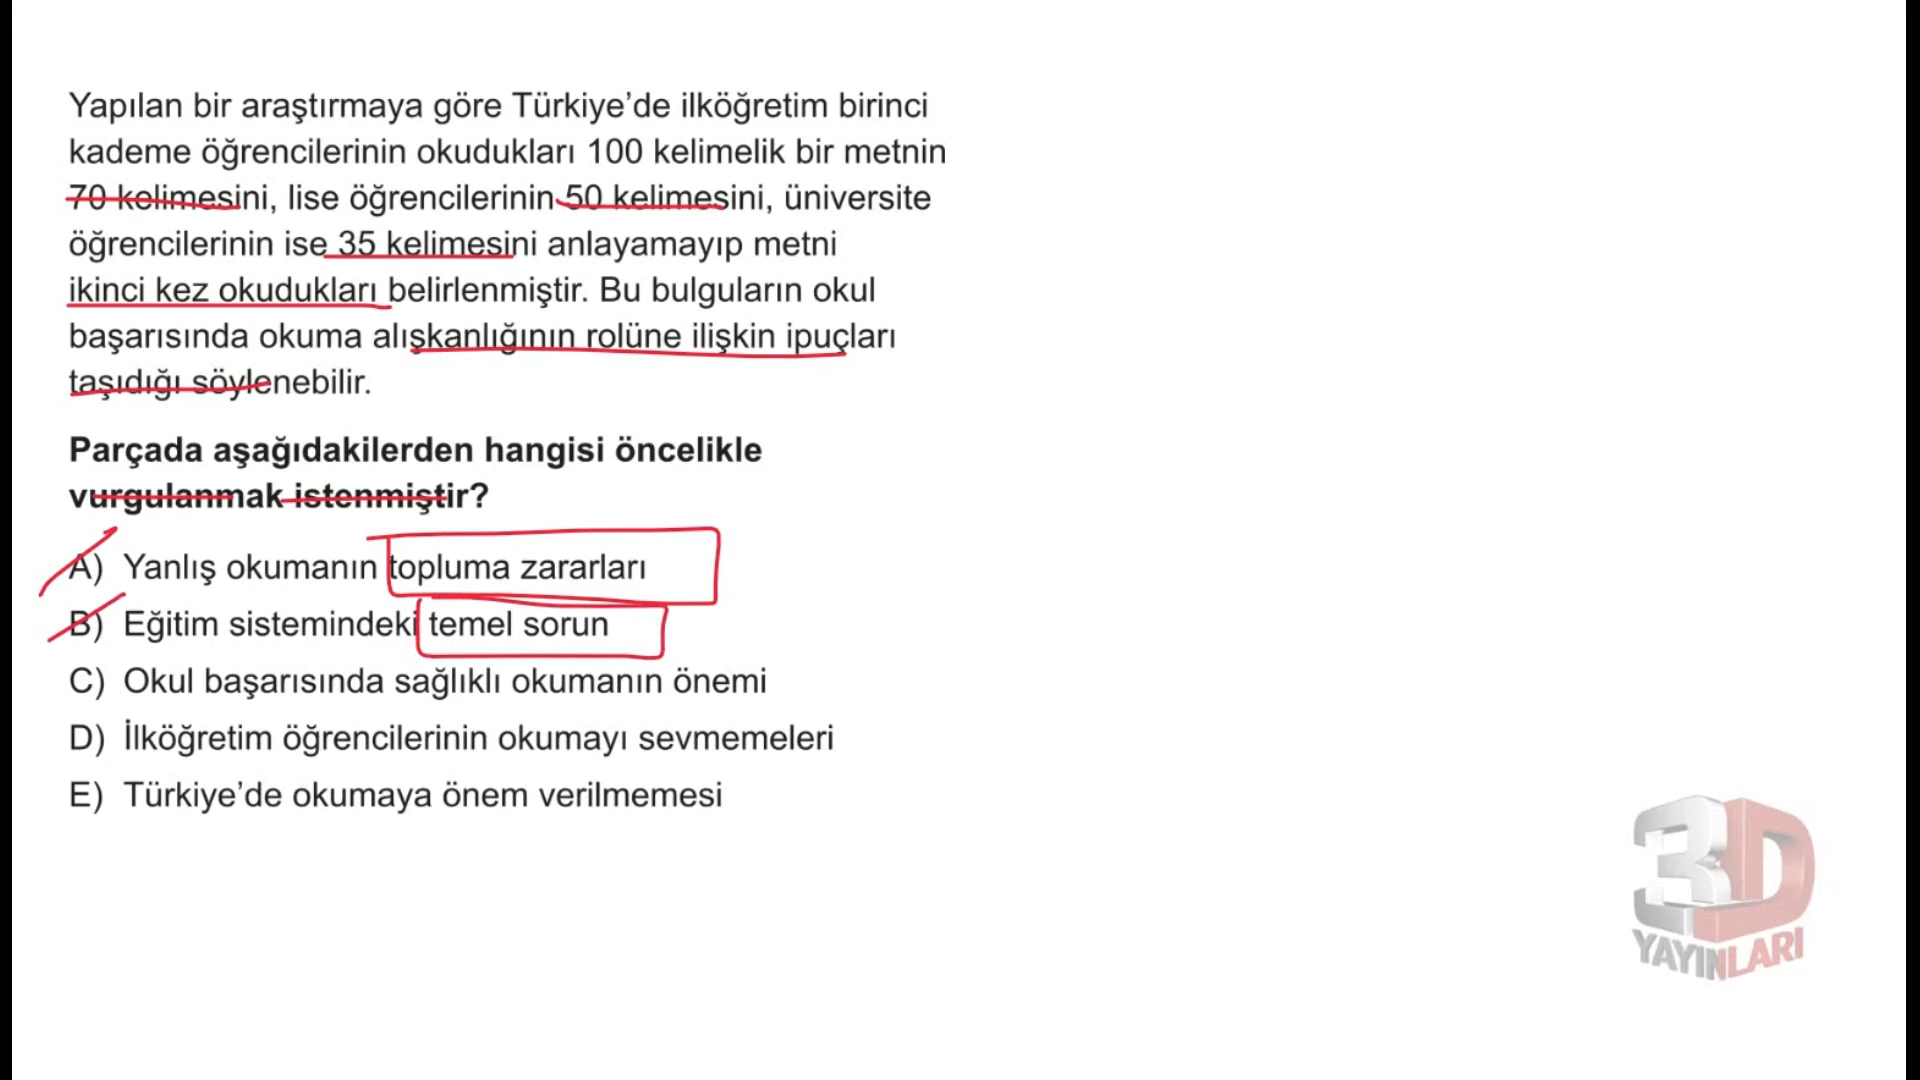 Yapılan bir araştırmaya göre Türkiye’de ilköğretim birinci
kademe öğrencilerinin okudukları 100 kelimelik bir metnin
70 kelimesini, lise öğrencilerinin 50 kelimesini, üniversite
öğrencilerinin ise 35 kelimesini anlayamayıp metni
ikinci kez okudukları belirlenmiştir. Bu bulguların okul
başarısında okuma alışkanlığının rolüne ilişkin ipuçları
taşıdığı söylenebilir.
Parçada aşağıdakilerden hangisi öncelikle
vurgulanmak istenmiştir?
A) Yanlış okumanın topluma zararları
B) Eğitim sistemindeki temel sorun
C) Okul başarısında sağlıklı okumanın önemi
D) İlköğretim öğrencilerinin okumayı sevmemeleri
E) Türkiye’de okumaya önem verilmemesi
3D
YAYINLARI